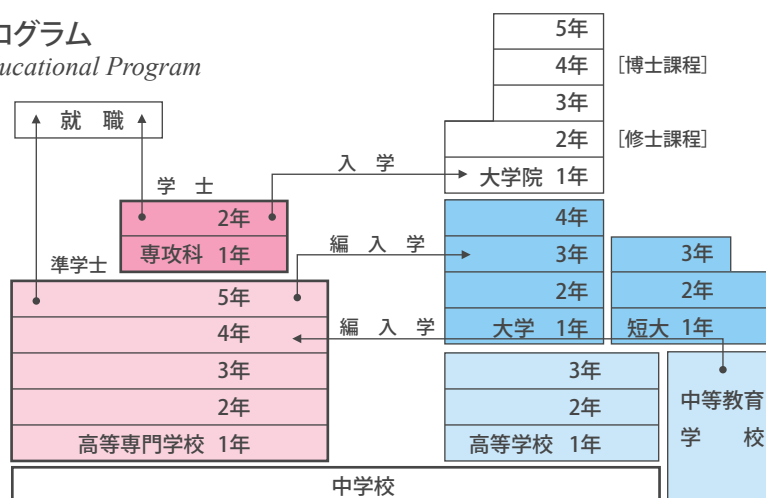 ログラム
ucational Program
就 職
学 士
2年
専攻科 1年
準学士
5年
4年
3年
2年
高等専門学校 1年
入 学
編 入 学
編 入 学
5年
4年 [博士課程]
3年
2年 [修士課程]
大学院 1年
4年
3年
2年
大学 1年
3年
2年
短大 1年
3年
2年
高等学校 1年
中等教育
学 校
中学校